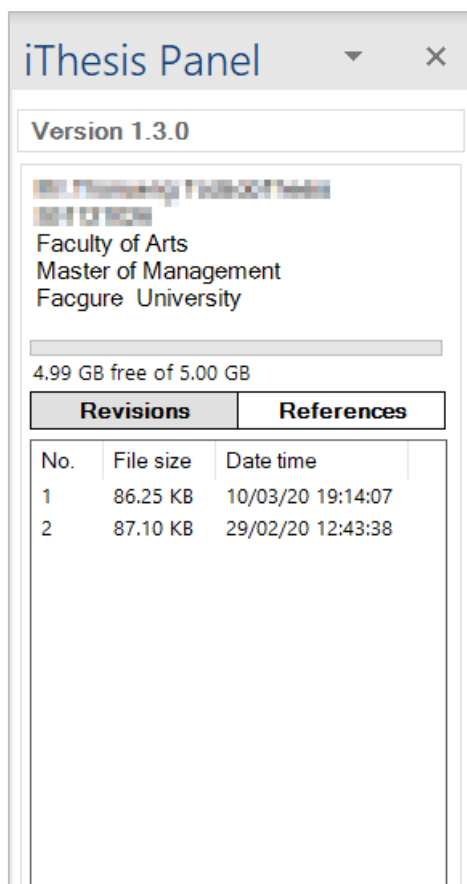 iThesis Panel
Version 1.3.0
Faculty of Arts
Master of Management
Facgure University
4.99 GB free of 5.00 GB
Revisions References
No. File size Date time
1 86.25 KB 10/03/20 19:14:07
2 87.10 KB 29/02/20 12:43:38